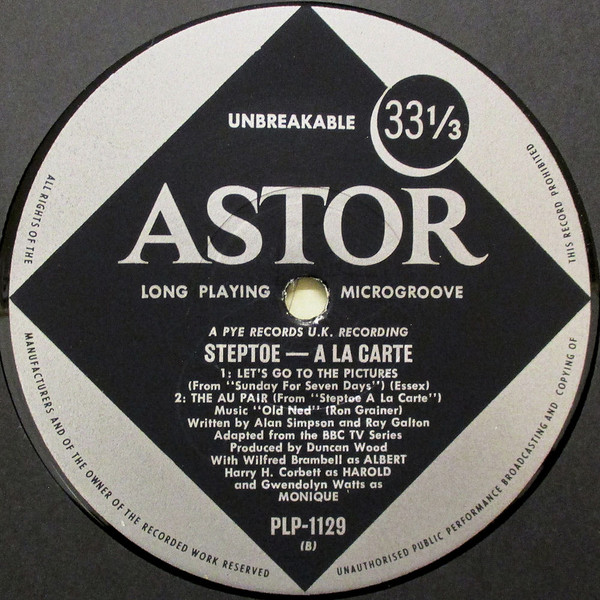 UNBREAKABLE
33 1/3
ASTOR
LONG PLAYING MICROGROOVE
A PYE RECORDS U.K. RECORDING
STEPTOE — A LA CARTE
1: LET'S GO TO THE PICTURES
(From "Sunday For Seven Days") (Essex)
2: THE AU PAIR (From "Steptoe A La Carte")
Music "Old Ned" (Ron Grainer)
Written by Alan Simpson and Ray Galton
Adapted from the BBC TV Series
Produced by Duncan Wood
With Wilfred Brambell as ALBERT
Harry H. Corbett as HAROLD
and Gwendolyn Watts as
MONIQUE
PLP-1129
(B)
ALL RIGHTS OF THE
MANUFACTURERS AND OF THE OWNER OF THE RECORDED WORK RESERVED
UNAUTHORISED PUBLIC PERFORMANCE BROADCASTING AND COPYING OF
THIS RECORD PROHIBITED